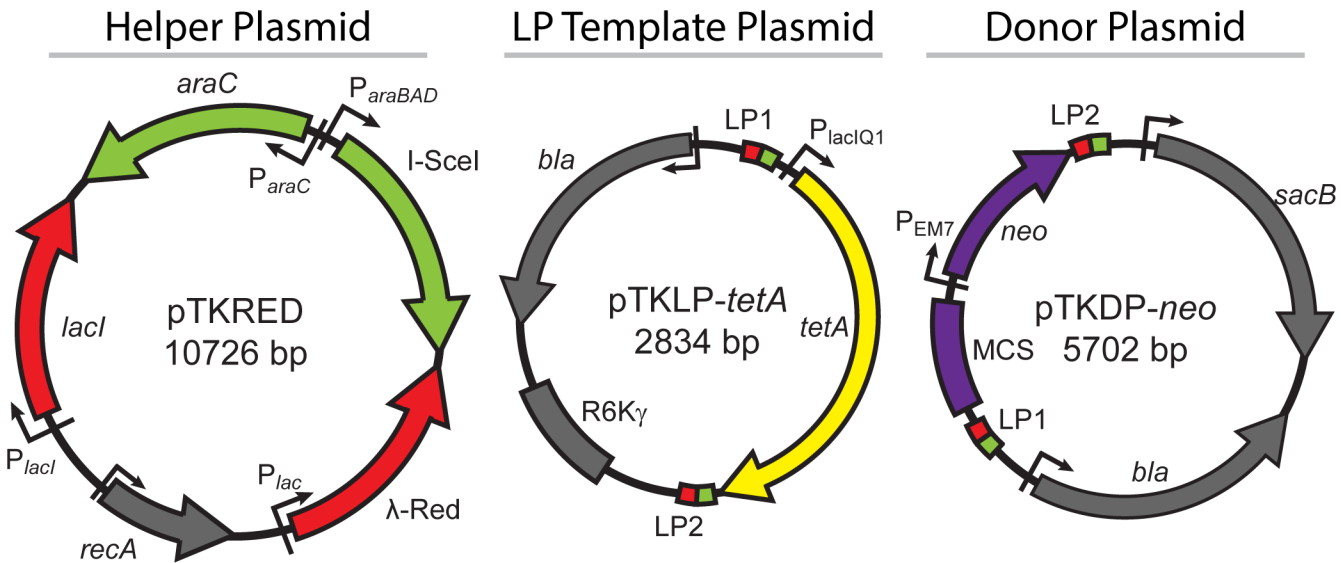 Helper Plasmid
LP Template Plasmid
Donor Plasmid
araC
ParaBAD
ParaC
I-SceI
lacI
pTKRED
10726 bp
PlacI
Plac
λ-Red
recA
LP1
PlacIQ1
bla
pTKLP-tetA
2834 bp
tetA
R6Kγ
LP2
LP2
sacB
PEM7
neo
pTKDP-neo
5702 bp
MCS
LP1
bla